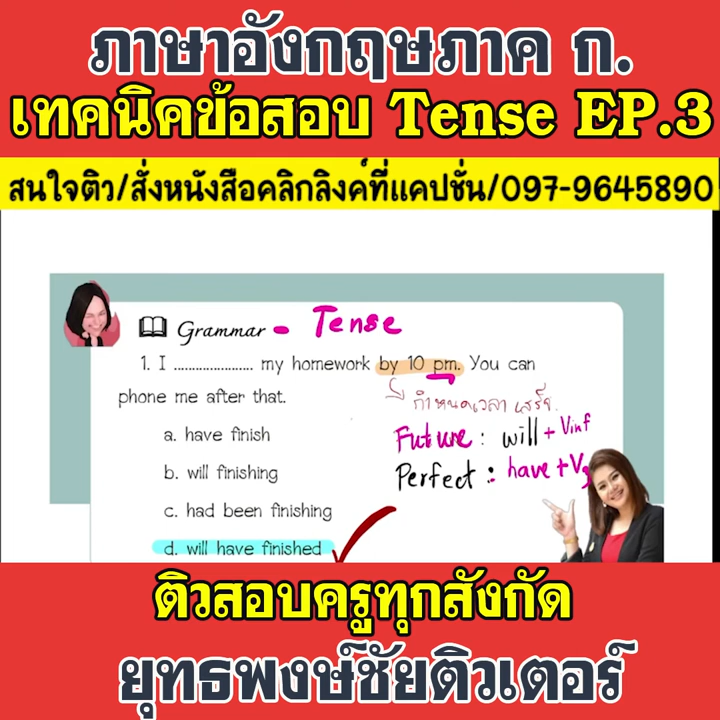 ภาษาอังกฤษภาค ก.
เทคนิคข้อสอบ Tense EP.3
สนใจติว/สั่งหนังสือคลิกลิงค์ที่แคปชั่น/097-9645890
Grammar - Tense
1. I ...................... my homework by 10 pm. You can
phone me after that.
กำหนดเวลา เสร็จ.
a. have finish
Future : will + Vinf
b. will finishing
Perfect : have + V3
c. had been finishing
d. will have finished
ติวสอบครูทุกสังกัด
ยุทธพงษ์ชัยติวเตอร์